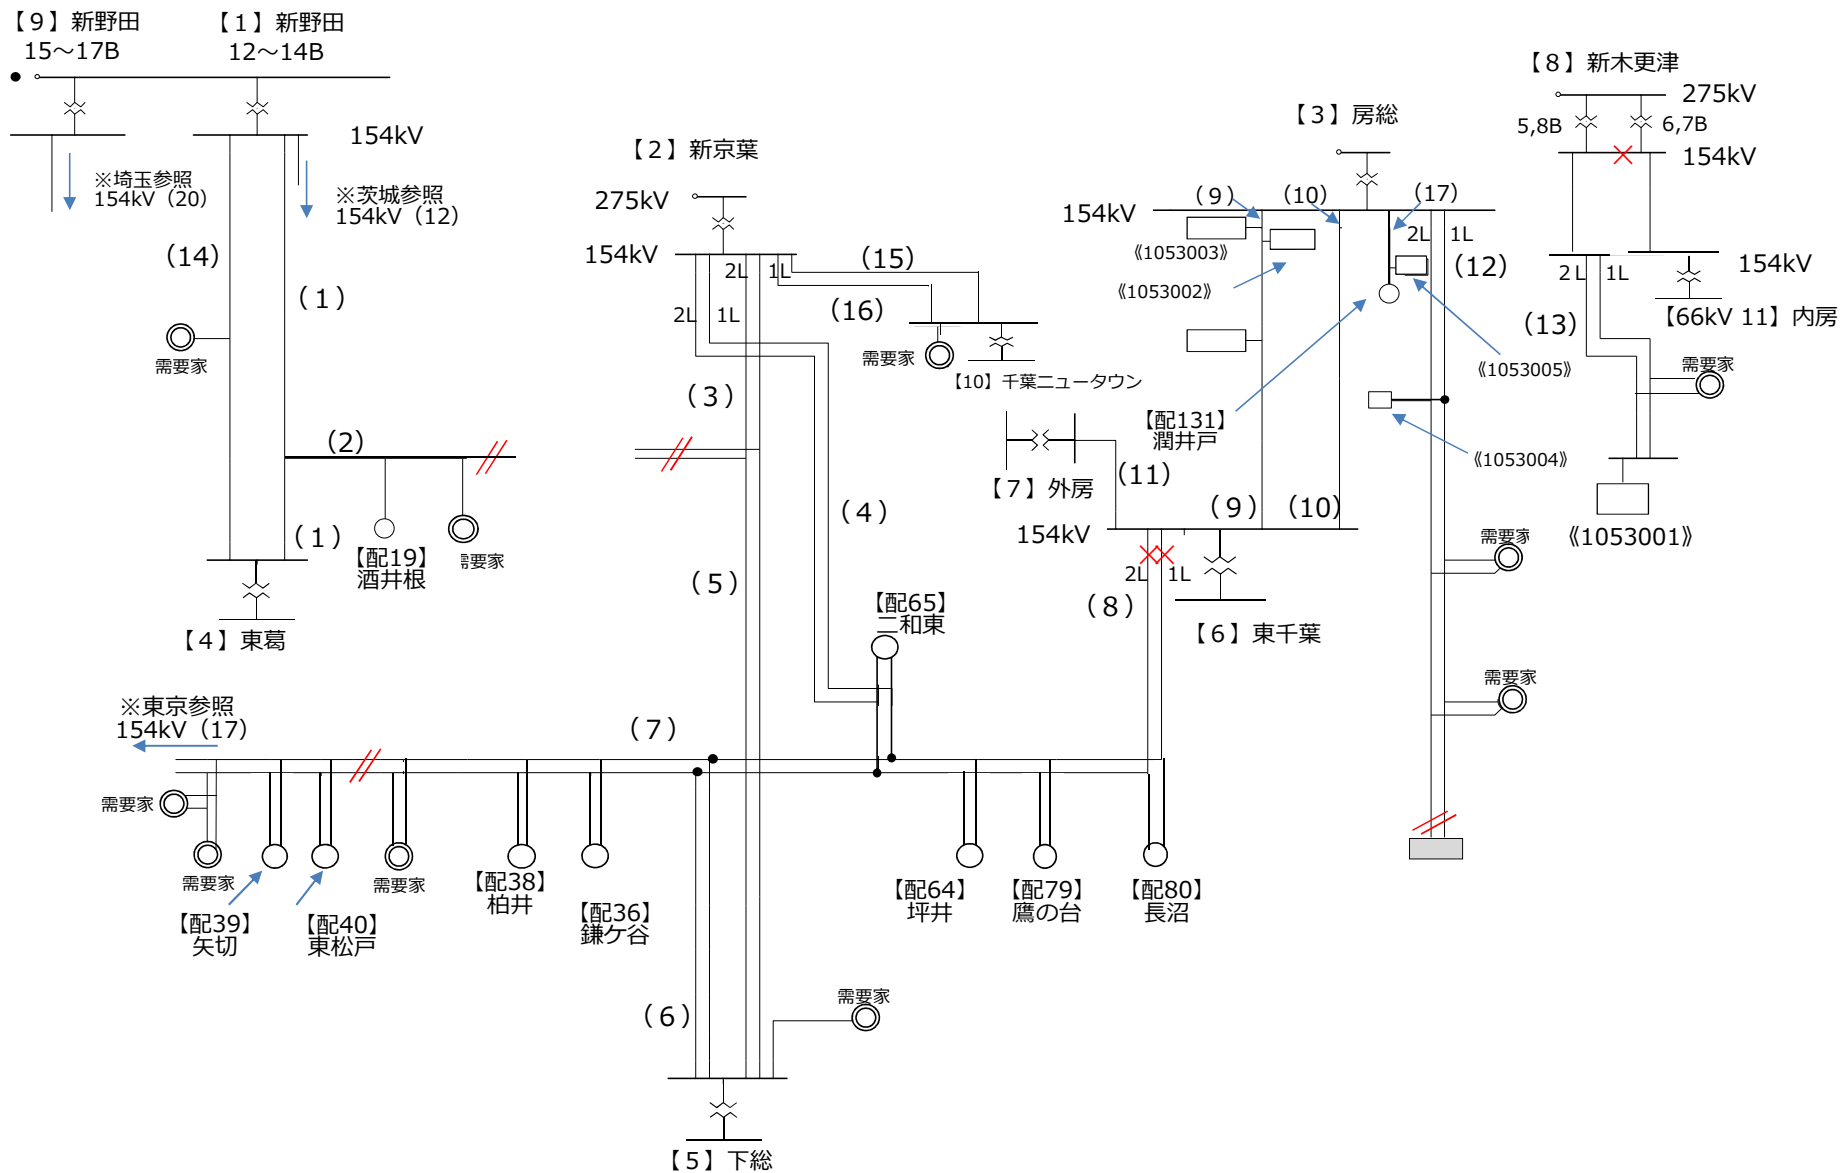 【9】新野田
15～17B
【1】新野田
12～14B
154kV
※埼玉参照
154kV（20）
※茨城参照
154kV（12）
（14）
（1）
需要家
（2）
（1）
【配19】
酒井根
需要家
【4】東葛
【2】新京葉
275kV
154kV
2L
1L
（15）
（16）
2L
1L
需要家
【10】千葉ニュータウン
（3）
（4）
（5）
【3】房総
154kV
（9）
（10）
（17）
2L
1L
（12）
《1053003》
《1053002》
《1053005》
【配131】
潤井戸
《1053004》
【7】外房
（11）
（9）
（10）
154kV
2L
1L
（8）
【6】東千葉
需要家
需要家
【8】新木更津
275kV
5,8B
6,7B
154kV
2L
1L
154kV
【66kV 11】内房
（13）
需要家
《1053001》
【配65】
二和東
※東京参照
154kV（17）
（7）
需要家
需要家
需要家
【配39】
矢切
【配40】
東松戸
【配38】
柏井
【配36】
鎌ケ谷
【配64】
坪井
【配79】
鷹の台
【配80】
長沼
（6）
需要家
【5】下総